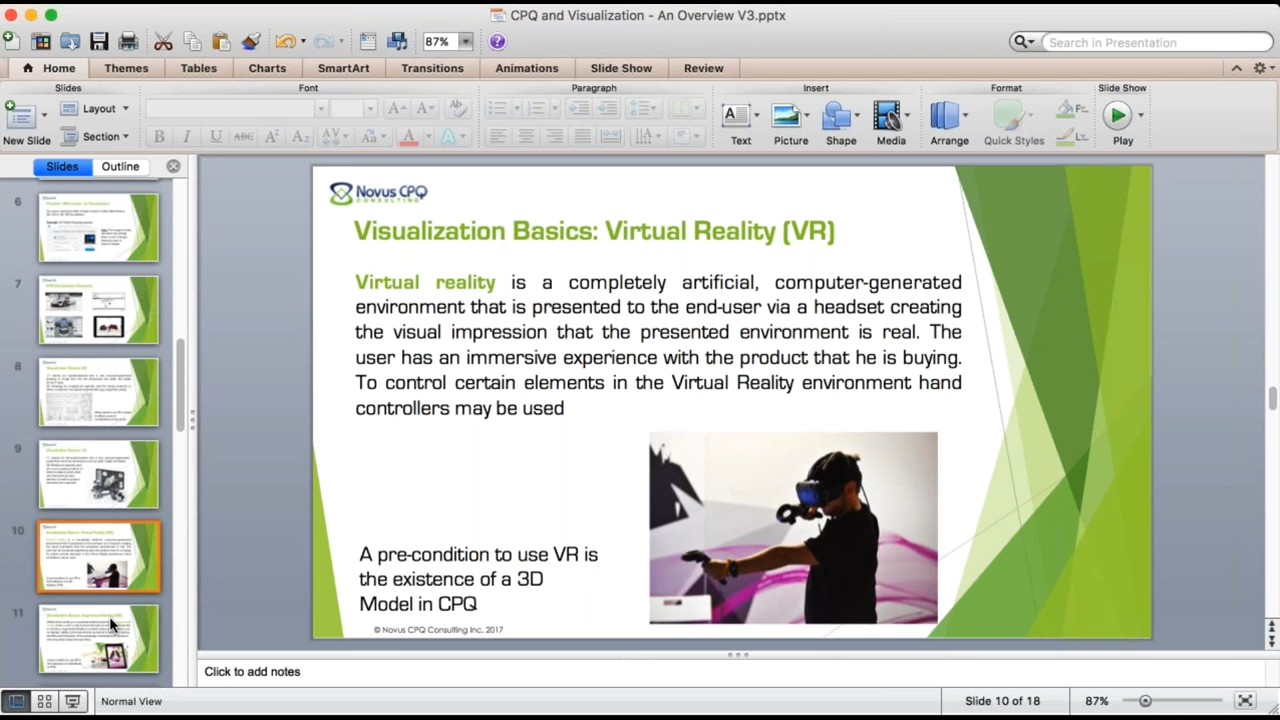 CPQ and Visualization - An Overview V3.pptx
87%
Search in Presentation
Home Themes Tables Charts SmartArt Transitions Animations Slide Show Review
Slides Font Paragraph Insert Format Slide Show
New Slide Layout Section
B I U ABC A² A₂ AV Aa A A
Text Picture Shape Media Arrange Quick Styles Play
Slides Outline
6
7
8
9
10
11
Novus CPQ
CONSULTING
Visualization Basics: Virtual Reality (VR)
Virtual reality is a completely artificial, computer-generated
environment that is presented to the end-user via a headset creating
the visual impression that the presented environment is real. The
user has an immersive experience with the product that he is buying.
To control certain elements in the Virtual Reality environment hand
controllers may be used
A pre-condition to use VR is
the existence of a 3D
Model in CPQ
© Novus CPQ Consulting Inc. 2017
Click to add notes
Normal View
Slide 10 of 18
87%